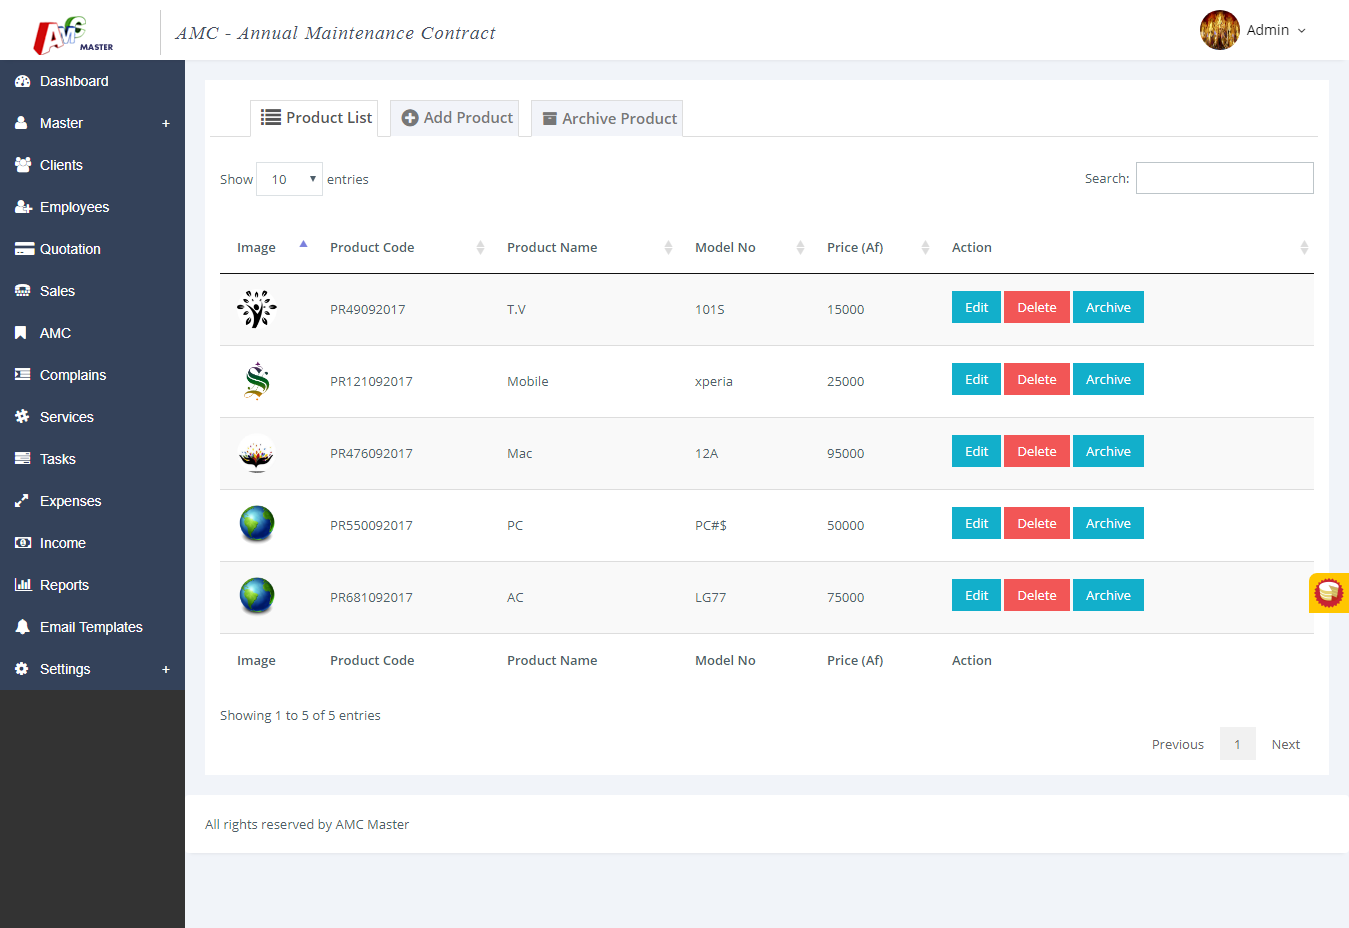 AMC MASTER
AMC - Annual Maintenance Contract
Admin
Dashboard
Master +
Clients
Employees
Quotation
Sales
AMC
Complains
Services
Tasks
Expenses
Income
Reports
Email Templates
Settings +
Product List Add Product Archive Product
Show 10 entries Search:
Image Product Code Product Name Model No Price (Af) Action
PR49092017 T.V 101S 15000 Edit Delete Archive
PR121092017 Mobile xperia 25000 Edit Delete Archive
PR476092017 Mac 12A 95000 Edit Delete Archive
PR550092017 PC PC#$ 50000 Edit Delete Archive
PR681092017 AC LG77 75000 Edit Delete Archive
Image Product Code Product Name Model No Price (Af) Action
Showing 1 to 5 of 5 entries
Previous 1 Next
All rights reserved by AMC Master